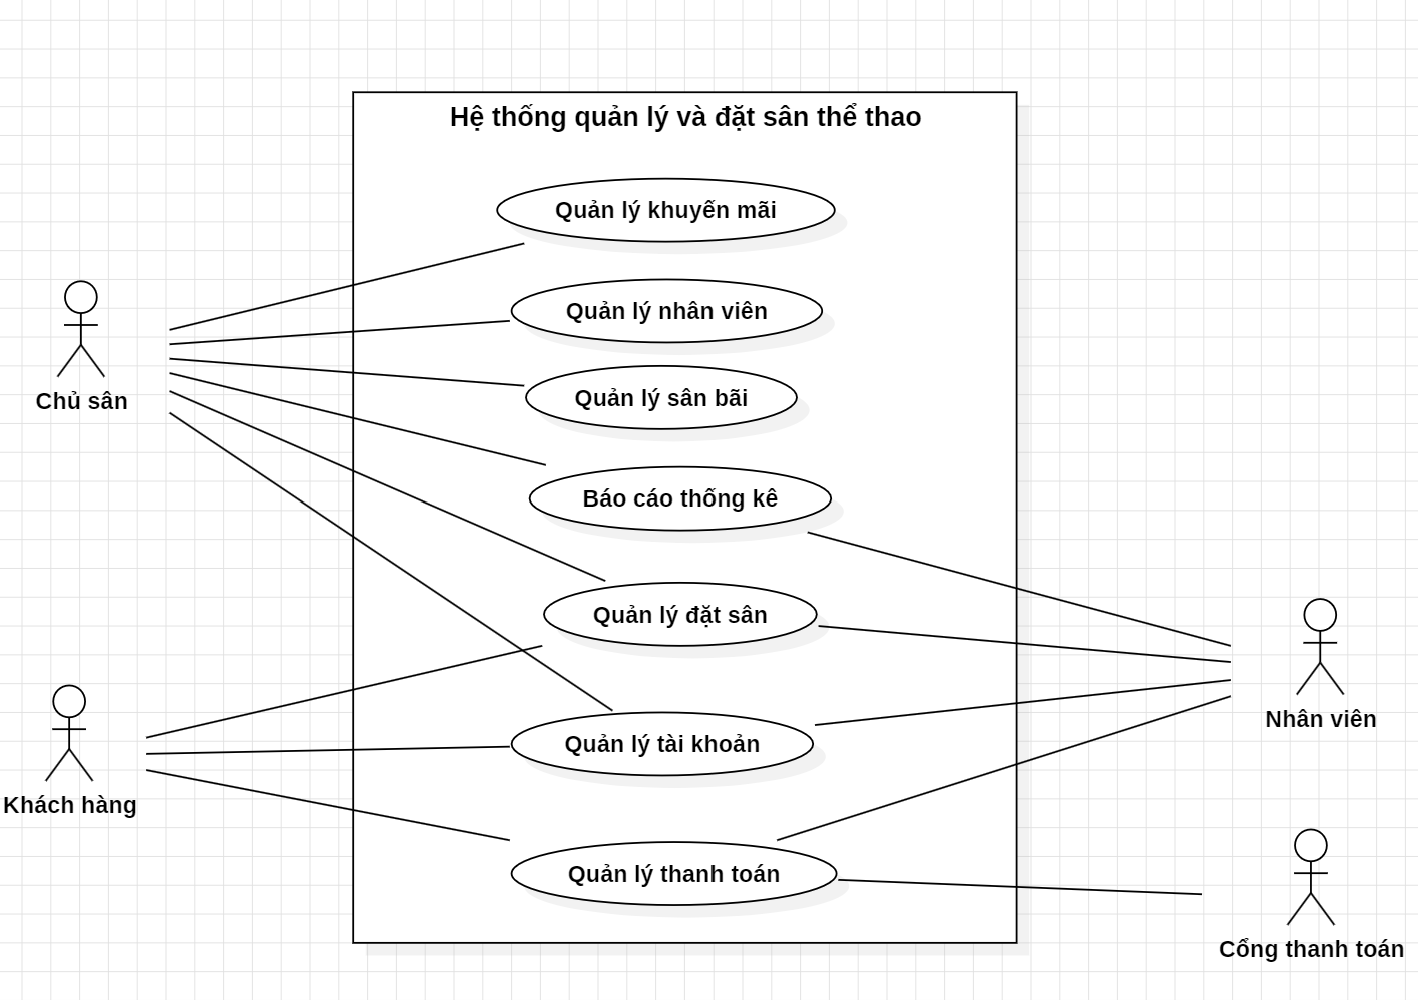 Hệ thống quản lý và đặt sân thể thao
Quản lý khuyến mãi
Quản lý nhân viên
Chủ sân
Quản lý sân bãi
Báo cáo thống kê
Quản lý đặt sân
Nhân viên
Quản lý tài khoản
Khách hàng
Quản lý thanh toán
Cổng thanh toán